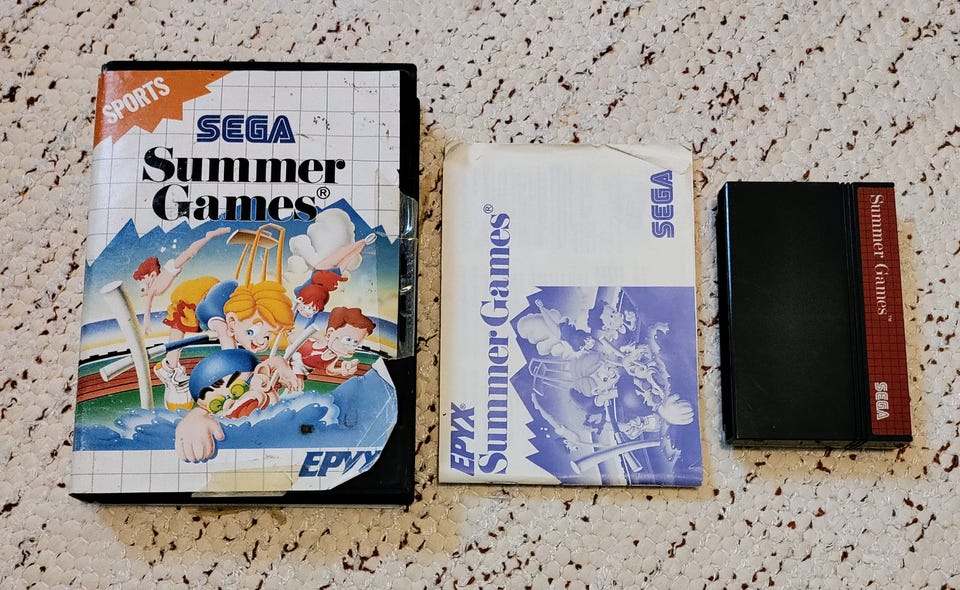 SPORTS
SEGA
Summer
Games®
EPYX
SEGA
Summer Games®
EPYX®
Summer Games™
SEGA